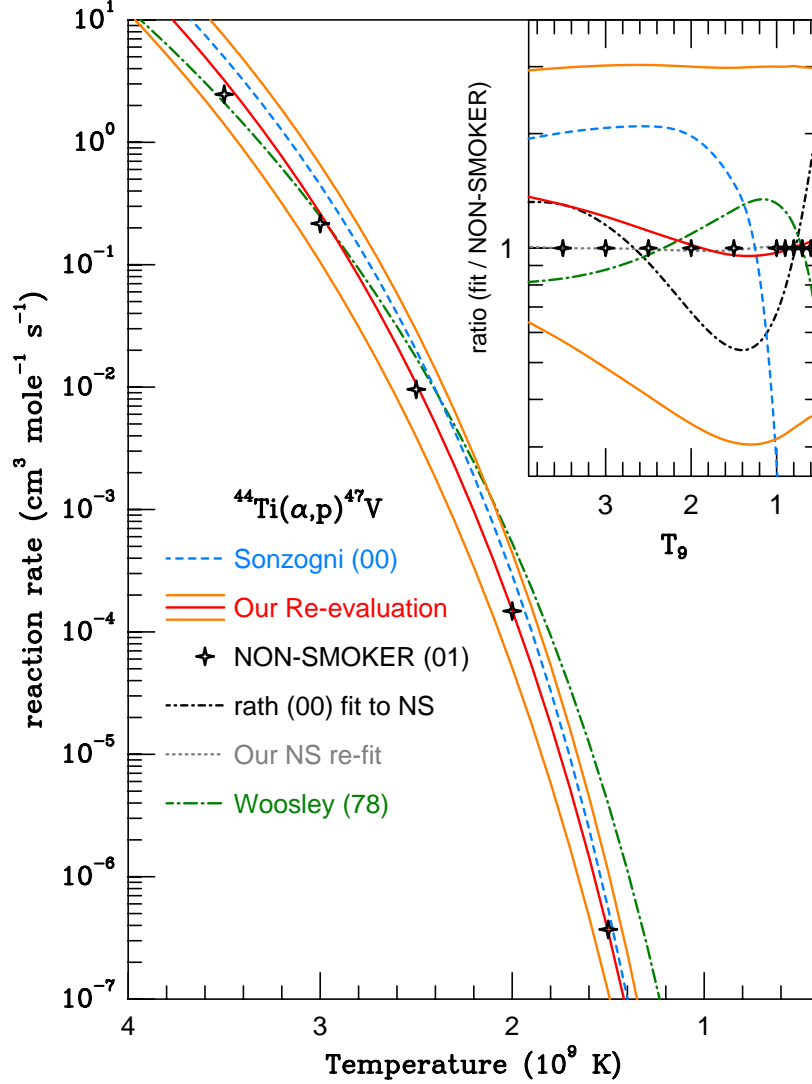 10^1
10^0
10^-1
10^-2
10^-3
10^-4
10^-5
10^-6
10^-7
reaction rate (cm^3 mole^-1 s^-1)
4
3
2
1
Temperature (10^9 K)
^44Ti(α,p)^47V
Sonzogni (00)
Our Re-evaluation
NON-SMOKER (01)
rath (00) fit to NS
Our NS re-fit
Woosley (78)
ratio (fit / NON-SMOKER)
1
3
2
1
T_9